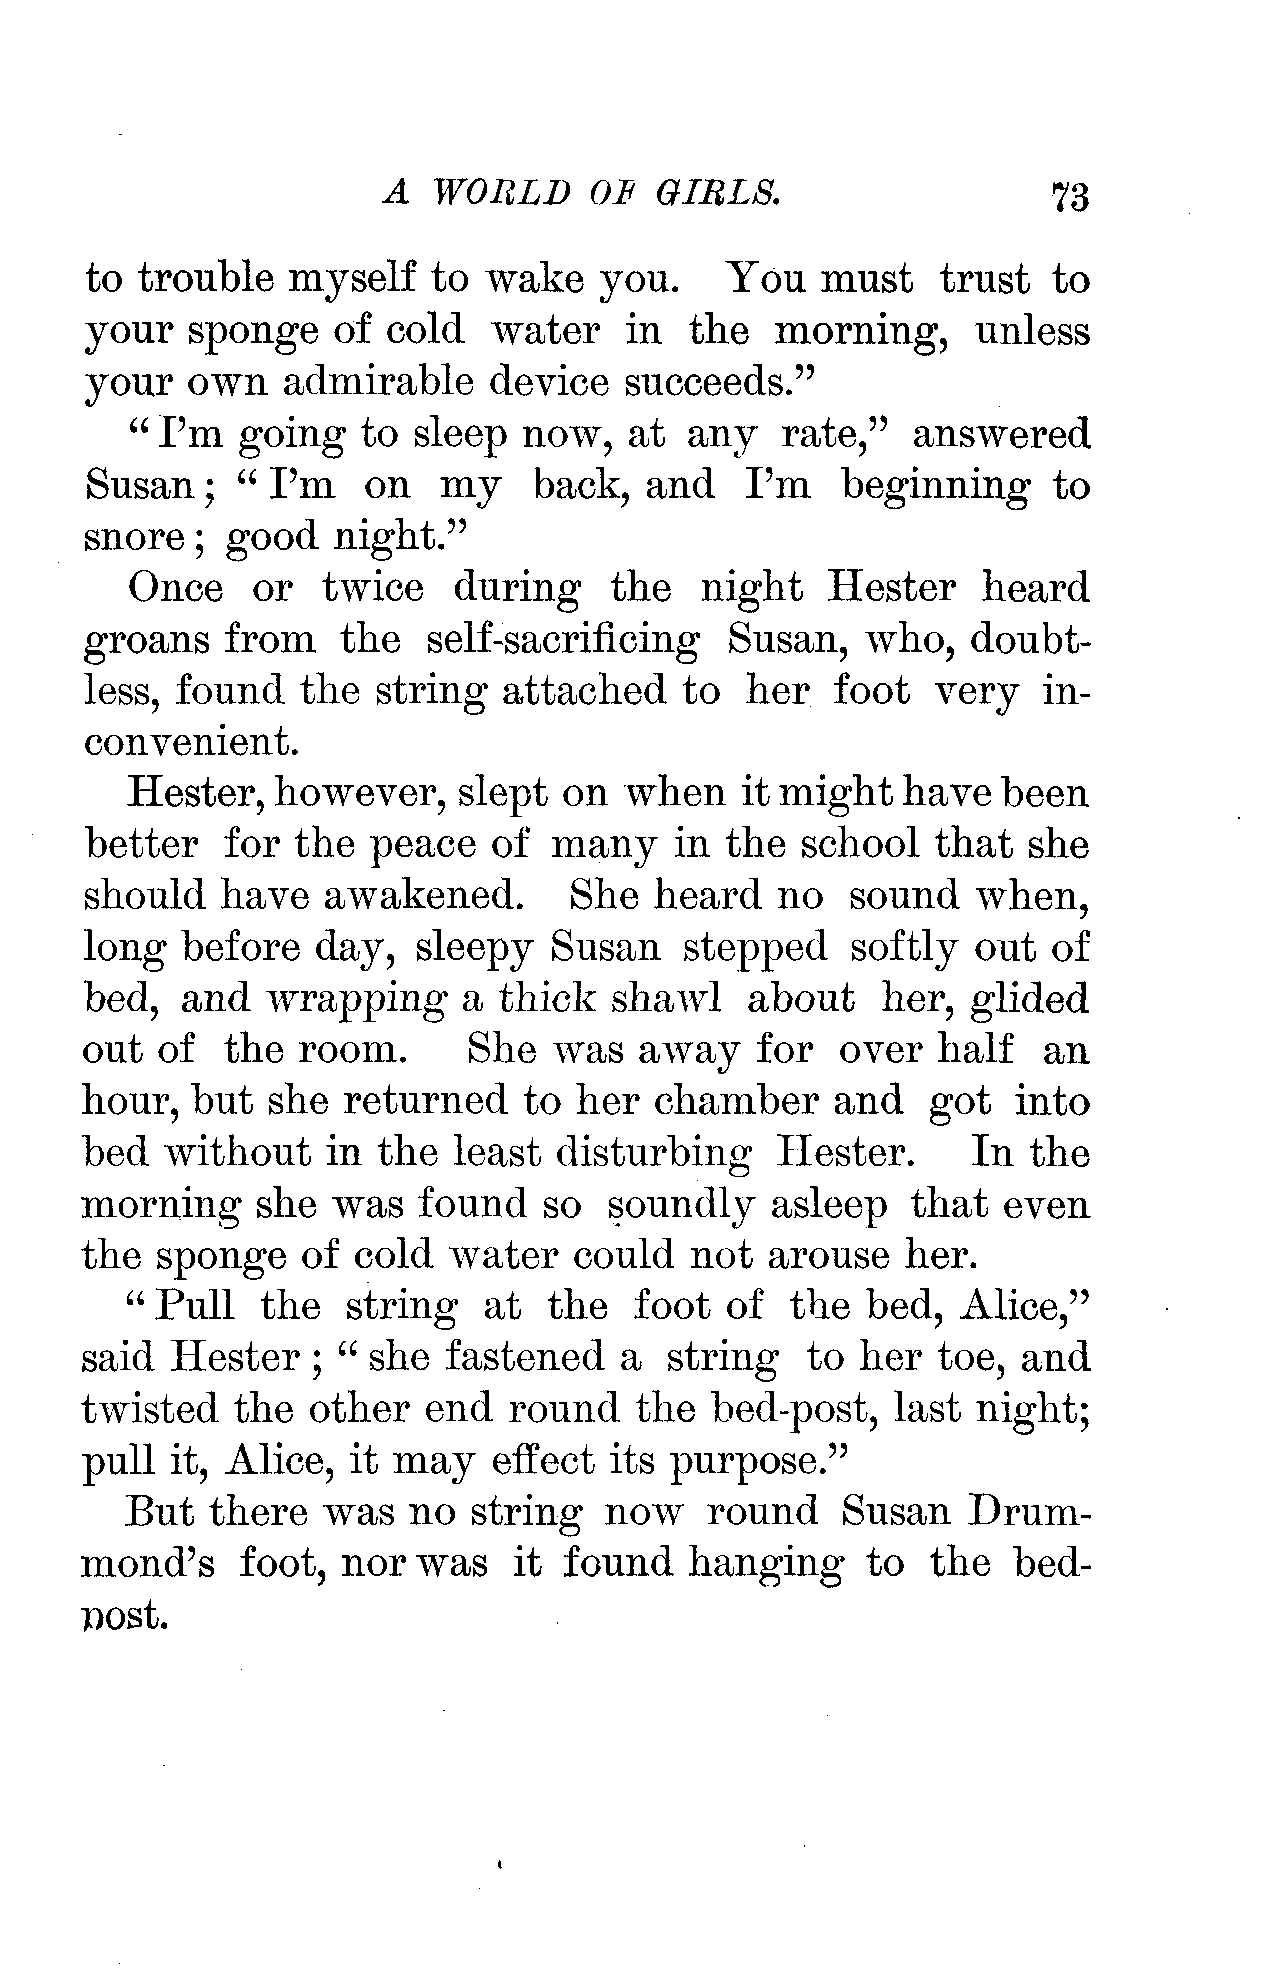 A WORLD OF GIRLS. 73
to trouble myself to wake you. You must trust to
your sponge of cold water in the morning, unless
your own admirable device succeeds."
"I'm going to sleep now, at any rate," answered
Susan; "I'm on my back, and I'm beginning to
snore; good night."
Once or twice during the night Hester heard
groans from the self-sacrificing Susan, who, doubt-
less, found the string attached to her foot very in-
convenient.
Hester, however, slept on when it might have been
better for the peace of many in the school that she
should have awakened. She heard no sound when,
long before day, sleepy Susan stepped softly out of
bed, and wrapping a thick shawl about her, glided
out of the room. She was away for over half an
hour, but she returned to her chamber and got into
bed without in the least disturbing Hester. In the
morning she was found so soundly asleep that even
the sponge of cold water could not arouse her.
"Pull the string at the foot of the bed, Alice,"
said Hester; "she fastened a string to her toe, and
twisted the other end round the bed-post, last night;
pull it, Alice, it may effect its purpose."
But there was no string now round Susan Drum-
mond's foot, nor was it found hanging to the bed-
post.